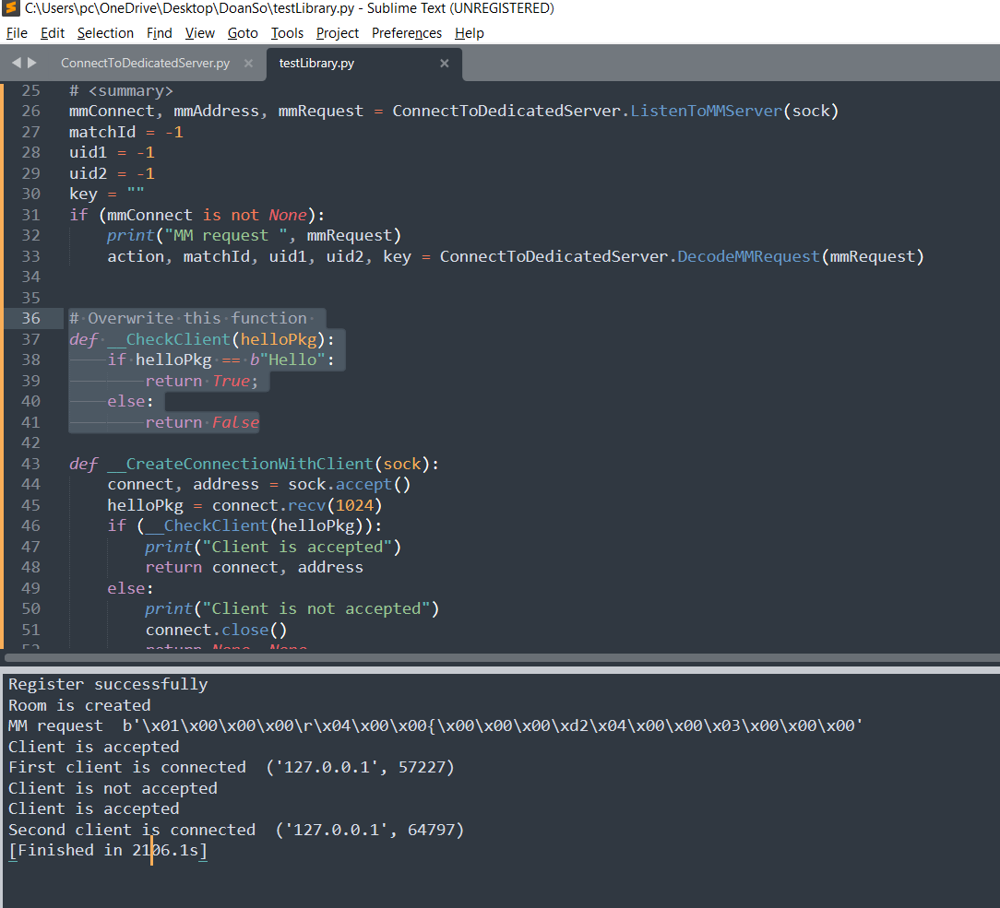 C:\Users\pc\OneDrive\Desktop\DoanSo\testLibrary.py - Sublime Text (UNREGISTERED)
File Edit Selection Find View Goto Tools Project Preferences Help
ConnectToDedicatedServer.py × testLibrary.py ×
25 # <summary>
26 mmConnect, mmAddress, mmRequest = ConnectToDedicatedServer.ListenToMMServer(sock)
27 matchId = -1
28 uid1 = -1
29 uid2 = -1
30 key = ""
31 if (mmConnect is not None):
32 print("MM request ", mmRequest)
33 action, matchId, uid1, uid2, key = ConnectToDedicatedServer.DecodeMMRequest(mmRequest)
34
35
36 # Overwrite this function
37 def __CheckClient(helloPkg):
38 if helloPkg == b"Hello":
39 return True;
40 else:
41 return False
42
43 def __CreateConnectionWithClient(sock):
44 connect, address = sock.accept()
45 helloPkg = connect.recv(1024)
46 if (__CheckClient(helloPkg)):
47 print("Client is accepted")
48 return connect, address
49 else:
50 print("Client is not accepted")
51 connect.close()
52 return None, None
Register successfully
Room is created
MM request  b'\x01\x00\x00\x00\r\x04\x00\x00{\x00\x00\x00\xd2\x04\x00\x00\x03\x00\x00\x00'
Client is accepted
First client is connected  ('127.0.0.1', 57227)
Client is not accepted
Client is accepted
Second client is connected  ('127.0.0.1', 64797)
[Finished in 2106.1s]